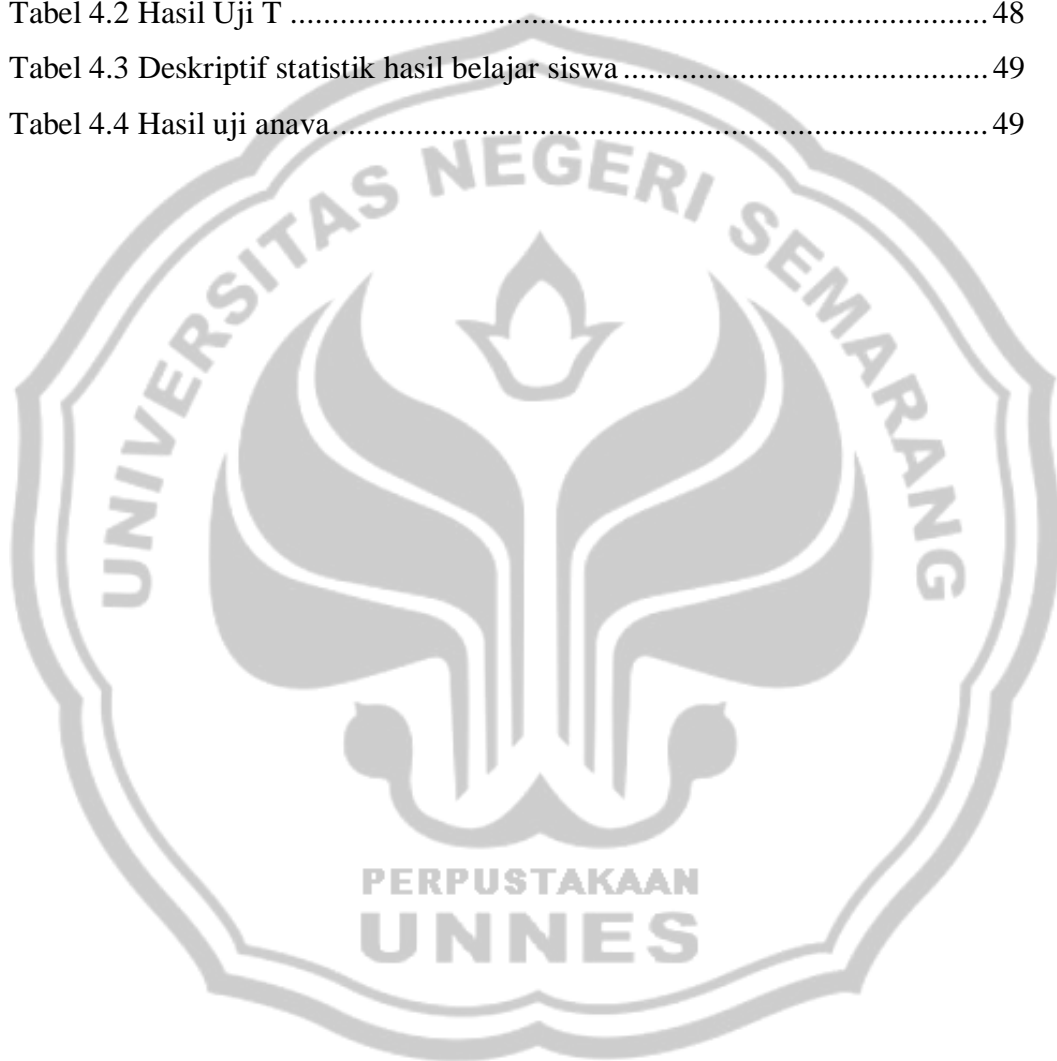 Tabel 4.2 Hasil Uji T ................................................................................................ 48
Tabel 4.3 Deskriptif statistik hasil belajar siswa ................................................ 49
Tabel 4.4 Hasil uji anava......................................................................................... 49
UNIVERSITAS NEGERI SEMARANG
PERPUSTAKAAN
UNNES